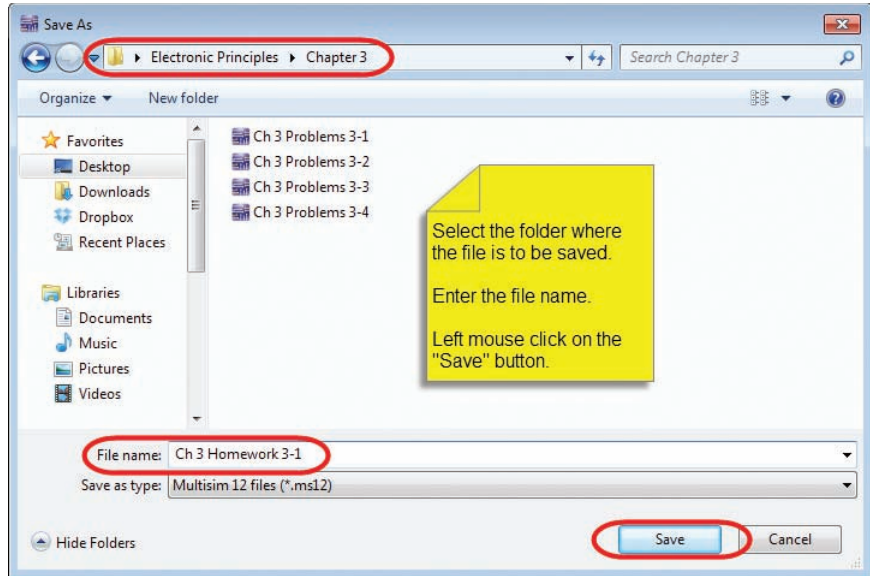 Save As
Electronic Principles ▸ Chapter 3
Search Chapter 3
Organize
New folder
Favorites
Desktop
Downloads
Dropbox
Recent Places
Libraries
Documents
Music
Pictures
Videos
Ch 3 Problems 3-1
Ch 3 Problems 3-2
Ch 3 Problems 3-3
Ch 3 Problems 3-4
Select the folder where
the file is to be saved.
Enter the file name.
Left mouse click on the
"Save" button.
File name: Ch 3 Homework 3-1
Save as type: Multisim 12 files (*.ms12)
Hide Folders
Save
Cancel